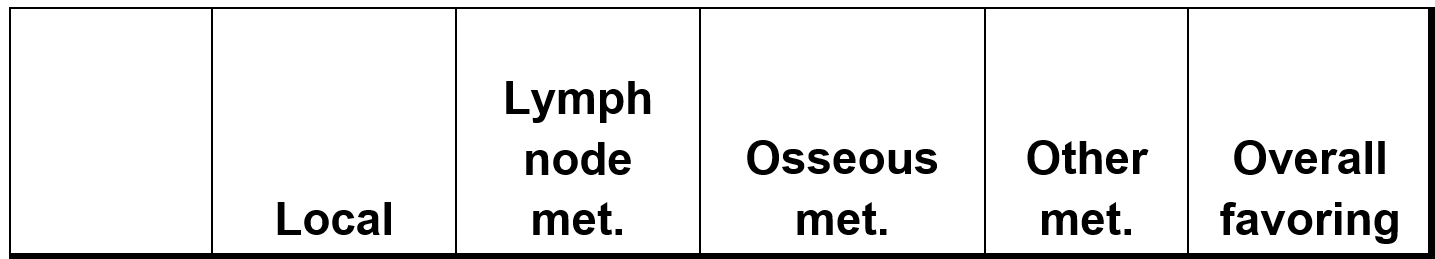 Local
Lymph
node
met.
Osseous
met.
Other
met.
Overall
favoring